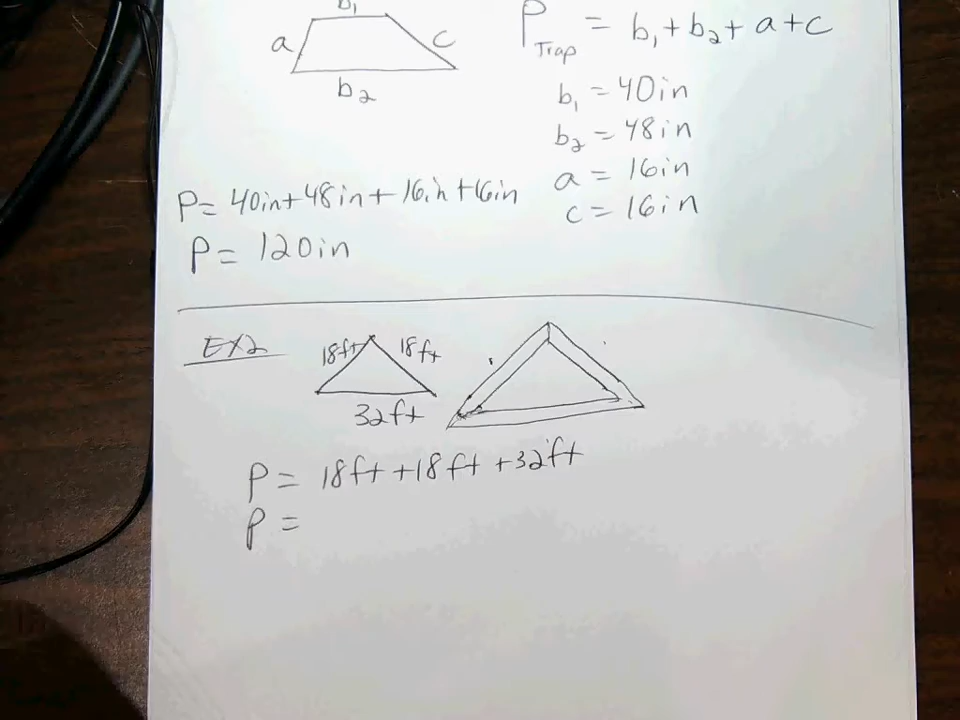 b₁
P_Trap = b₁ + b₂ + a + c
a
c
b₂
b₁ = 40in
b₂ = 48in
a = 16in
c = 16in
P = 40in + 48in + 16in + 16in
P = 120in
EX2
18ft 18ft
32ft
P = 18ft + 18ft + 32ft
P =